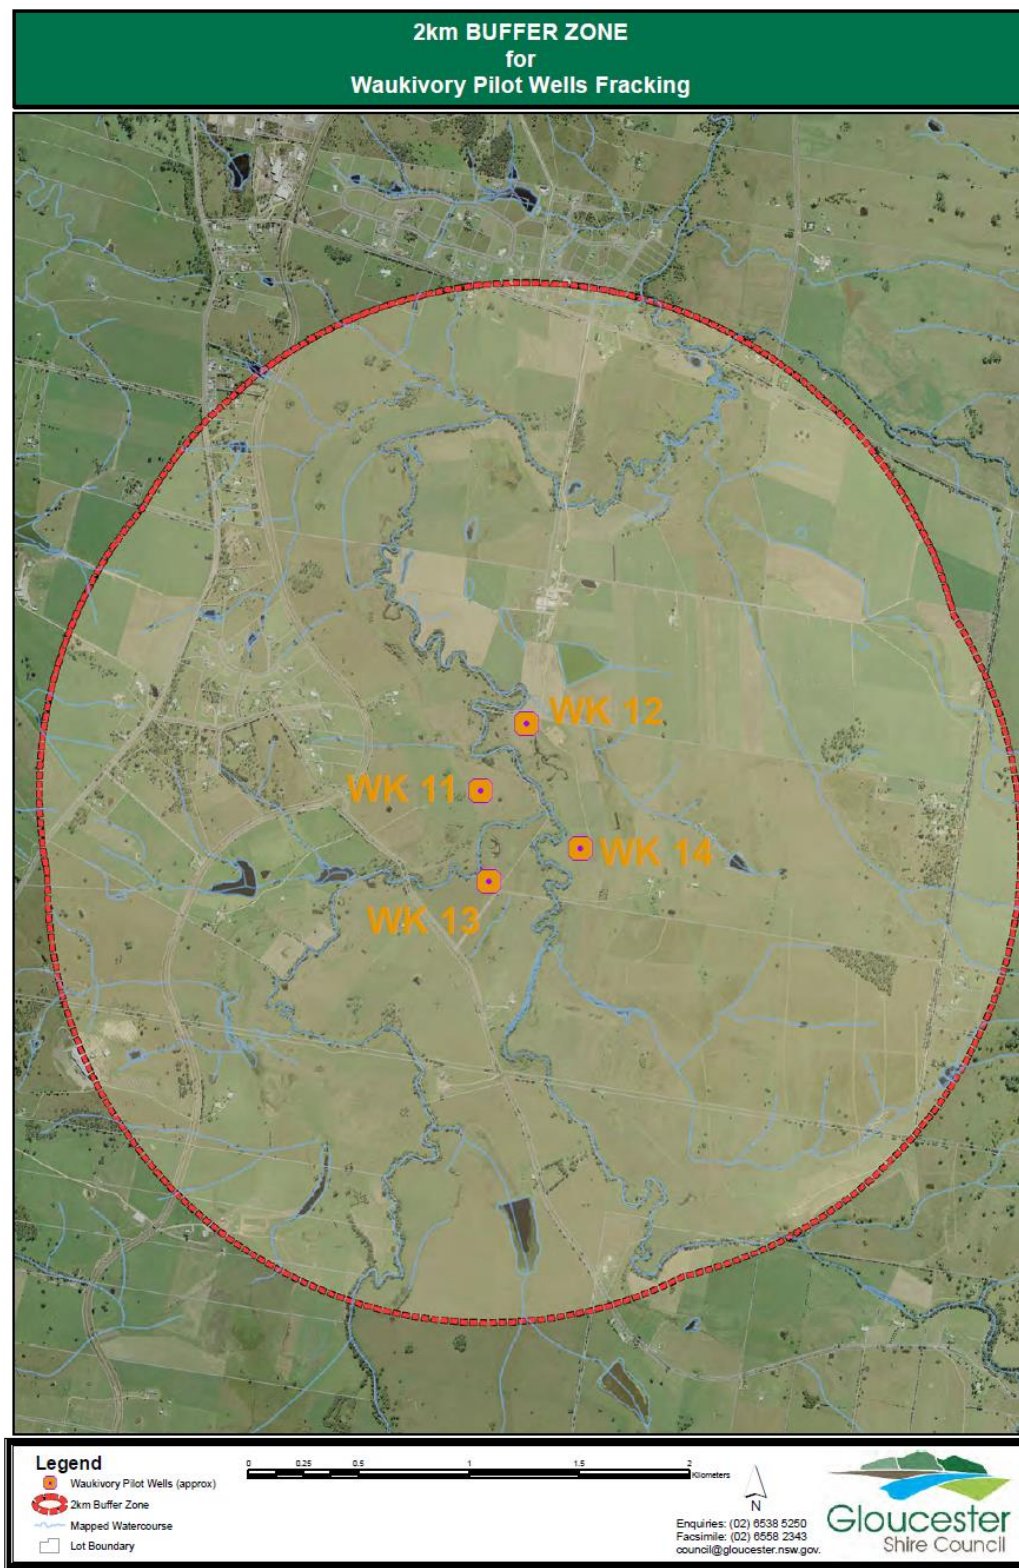 2km BUFFER ZONE
for
Waukivory Pilot Wells Fracking
WK 12
WK 11
WK 14
WK 13
Legend
Waukivory Pilot Wells (approx)
2km Buffer Zone
Mapped Watercourse
Lot Boundary
0 0.25 0.5 1 1.5 2
Kilometers
N
Enquiries: (02) 6538 5250
Facsimile: (02) 6558 2343
council@gloucester.nsw.gov.
Gloucester
Shire Council